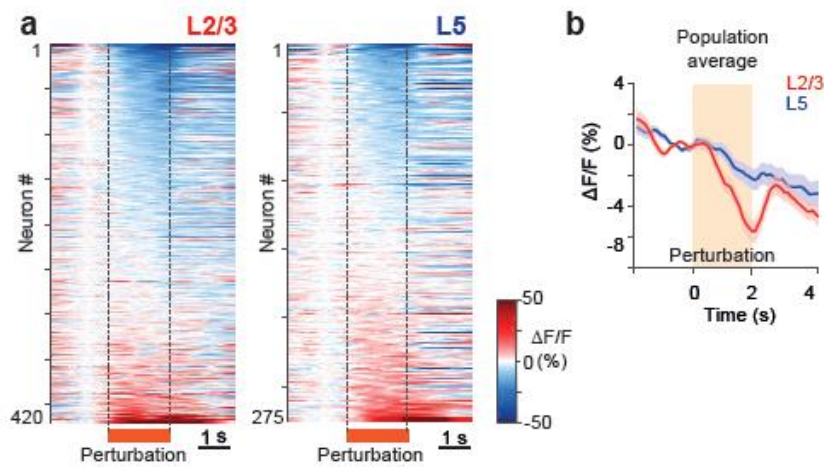 a
L2/3
L5
b
1
1
Neuron #
Neuron #
420
275
Perturbation
1 s
Perturbation
1 s
50
ΔF/F
0 (%)
-50
Population
average
L2/3
L5
4
0
-4
-8
ΔF/F (%)
Perturbation
0
2
4
Time (s)